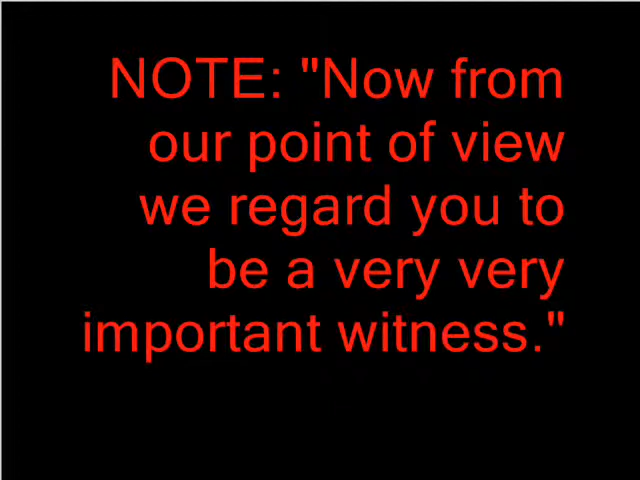 NOTE: "Now from
our point of view
we regard you to
be a very very
important witness."